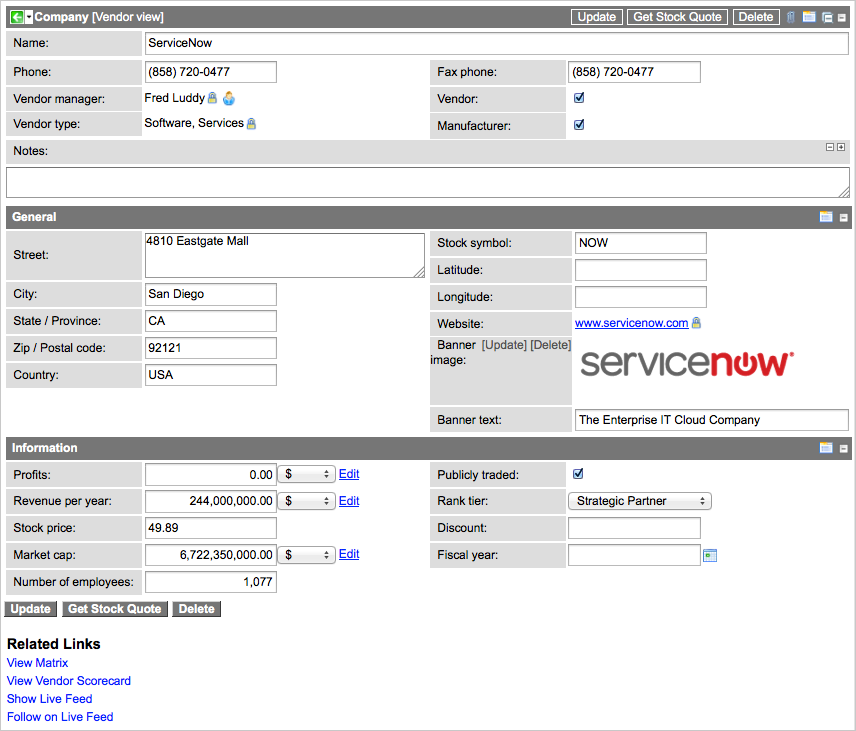 Company [Vendor view] Update Get Stock Quote Delete
Name: ServiceNow
Phone: (858) 720-0477 Fax phone: (858) 720-0477
Vendor manager: Fred Luddy Vendor:
Vendor type: Software, Services Manufacturer:
Notes:
General
Street: 4810 Eastgate Mall Stock symbol: NOW
Latitude:
City: San Diego Longitude:
State / Province: CA Website: www.servicenow.com
Zip / Postal code: 92121 Banner image: [Update] [Delete] servicenow
Country: USA
Banner text: The Enterprise IT Cloud Company
Information
Profits: 0.00 $ Edit Publicly traded:
Revenue per year: 244,000,000.00 $ Edit Rank tier: Strategic Partner
Stock price: 49.89 Discount:
Market cap: 6,722,350,000.00 $ Edit Fiscal year:
Number of employees: 1,077
Update Get Stock Quote Delete
Related Links
View Matrix
View Vendor Scorecard
Show Live Feed
Follow on Live Feed